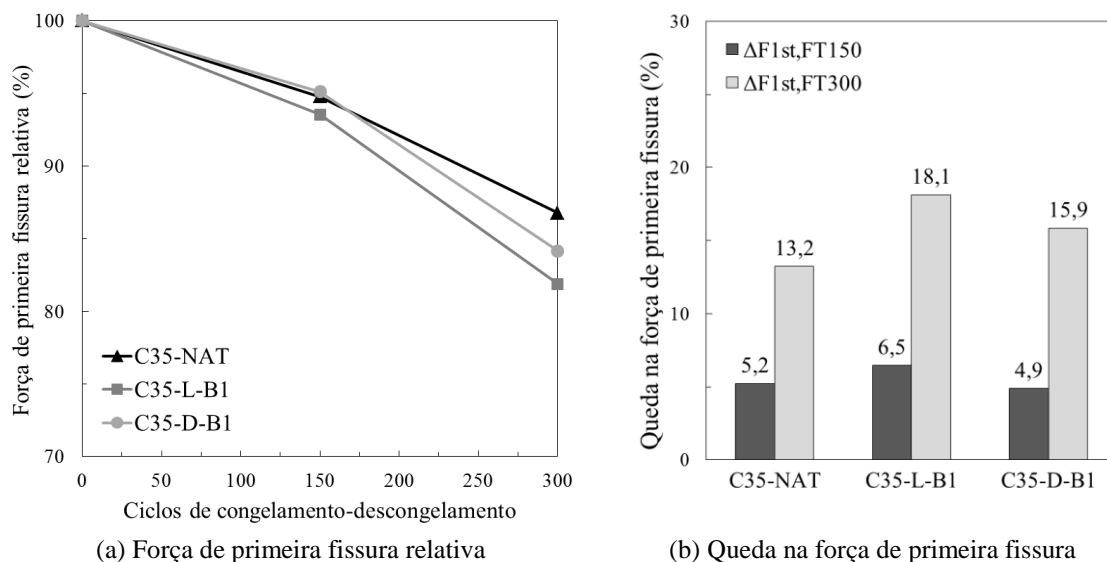 100
90
80
70
Força de primeira fissura relativa (%)
C35-NAT
C35-L-B1
C35-D-B1
0 50 100 150 200 250 300
Ciclos de congelamento-descongelamento
(a) Força de primeira fissura relativa
30
20
10
0
Queda na força de primeira fissura (%)
ΔF1st,FT150
ΔF1st,FT300
5,2 13,2 6,5 18,1 4,9 15,9
C35-NAT C35-L-B1 C35-D-B1
(b) Queda na força de primeira fissura